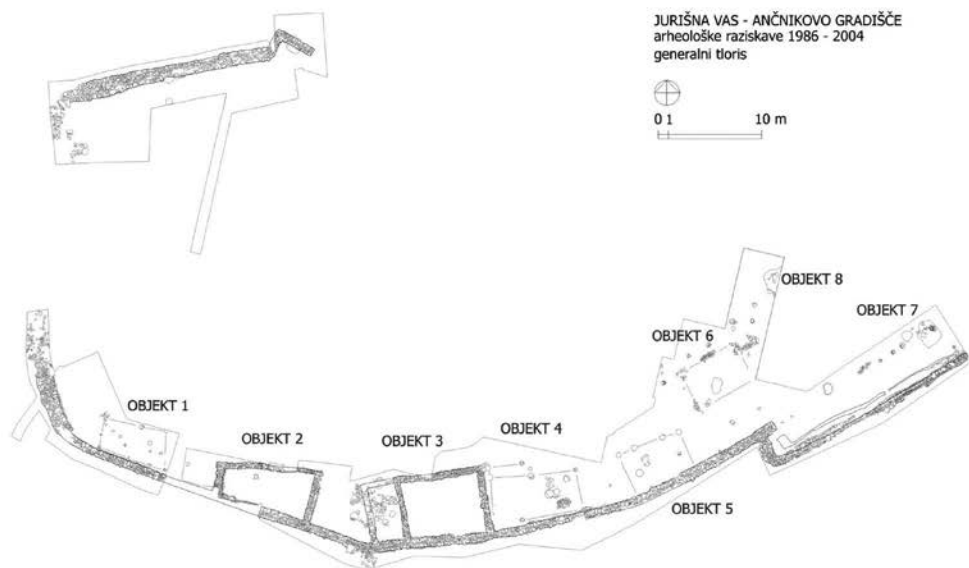 JURIŠNA VAS - ANČNIKOVO GRADIŠČE
arheološke raziskave 1986 - 2004
generalni tloris
0 1 10 m
OBJEKT 8
OBJEKT 7
OBJEKT 6
OBJEKT 1
OBJEKT 2
OBJEKT 3
OBJEKT 4
OBJEKT 5